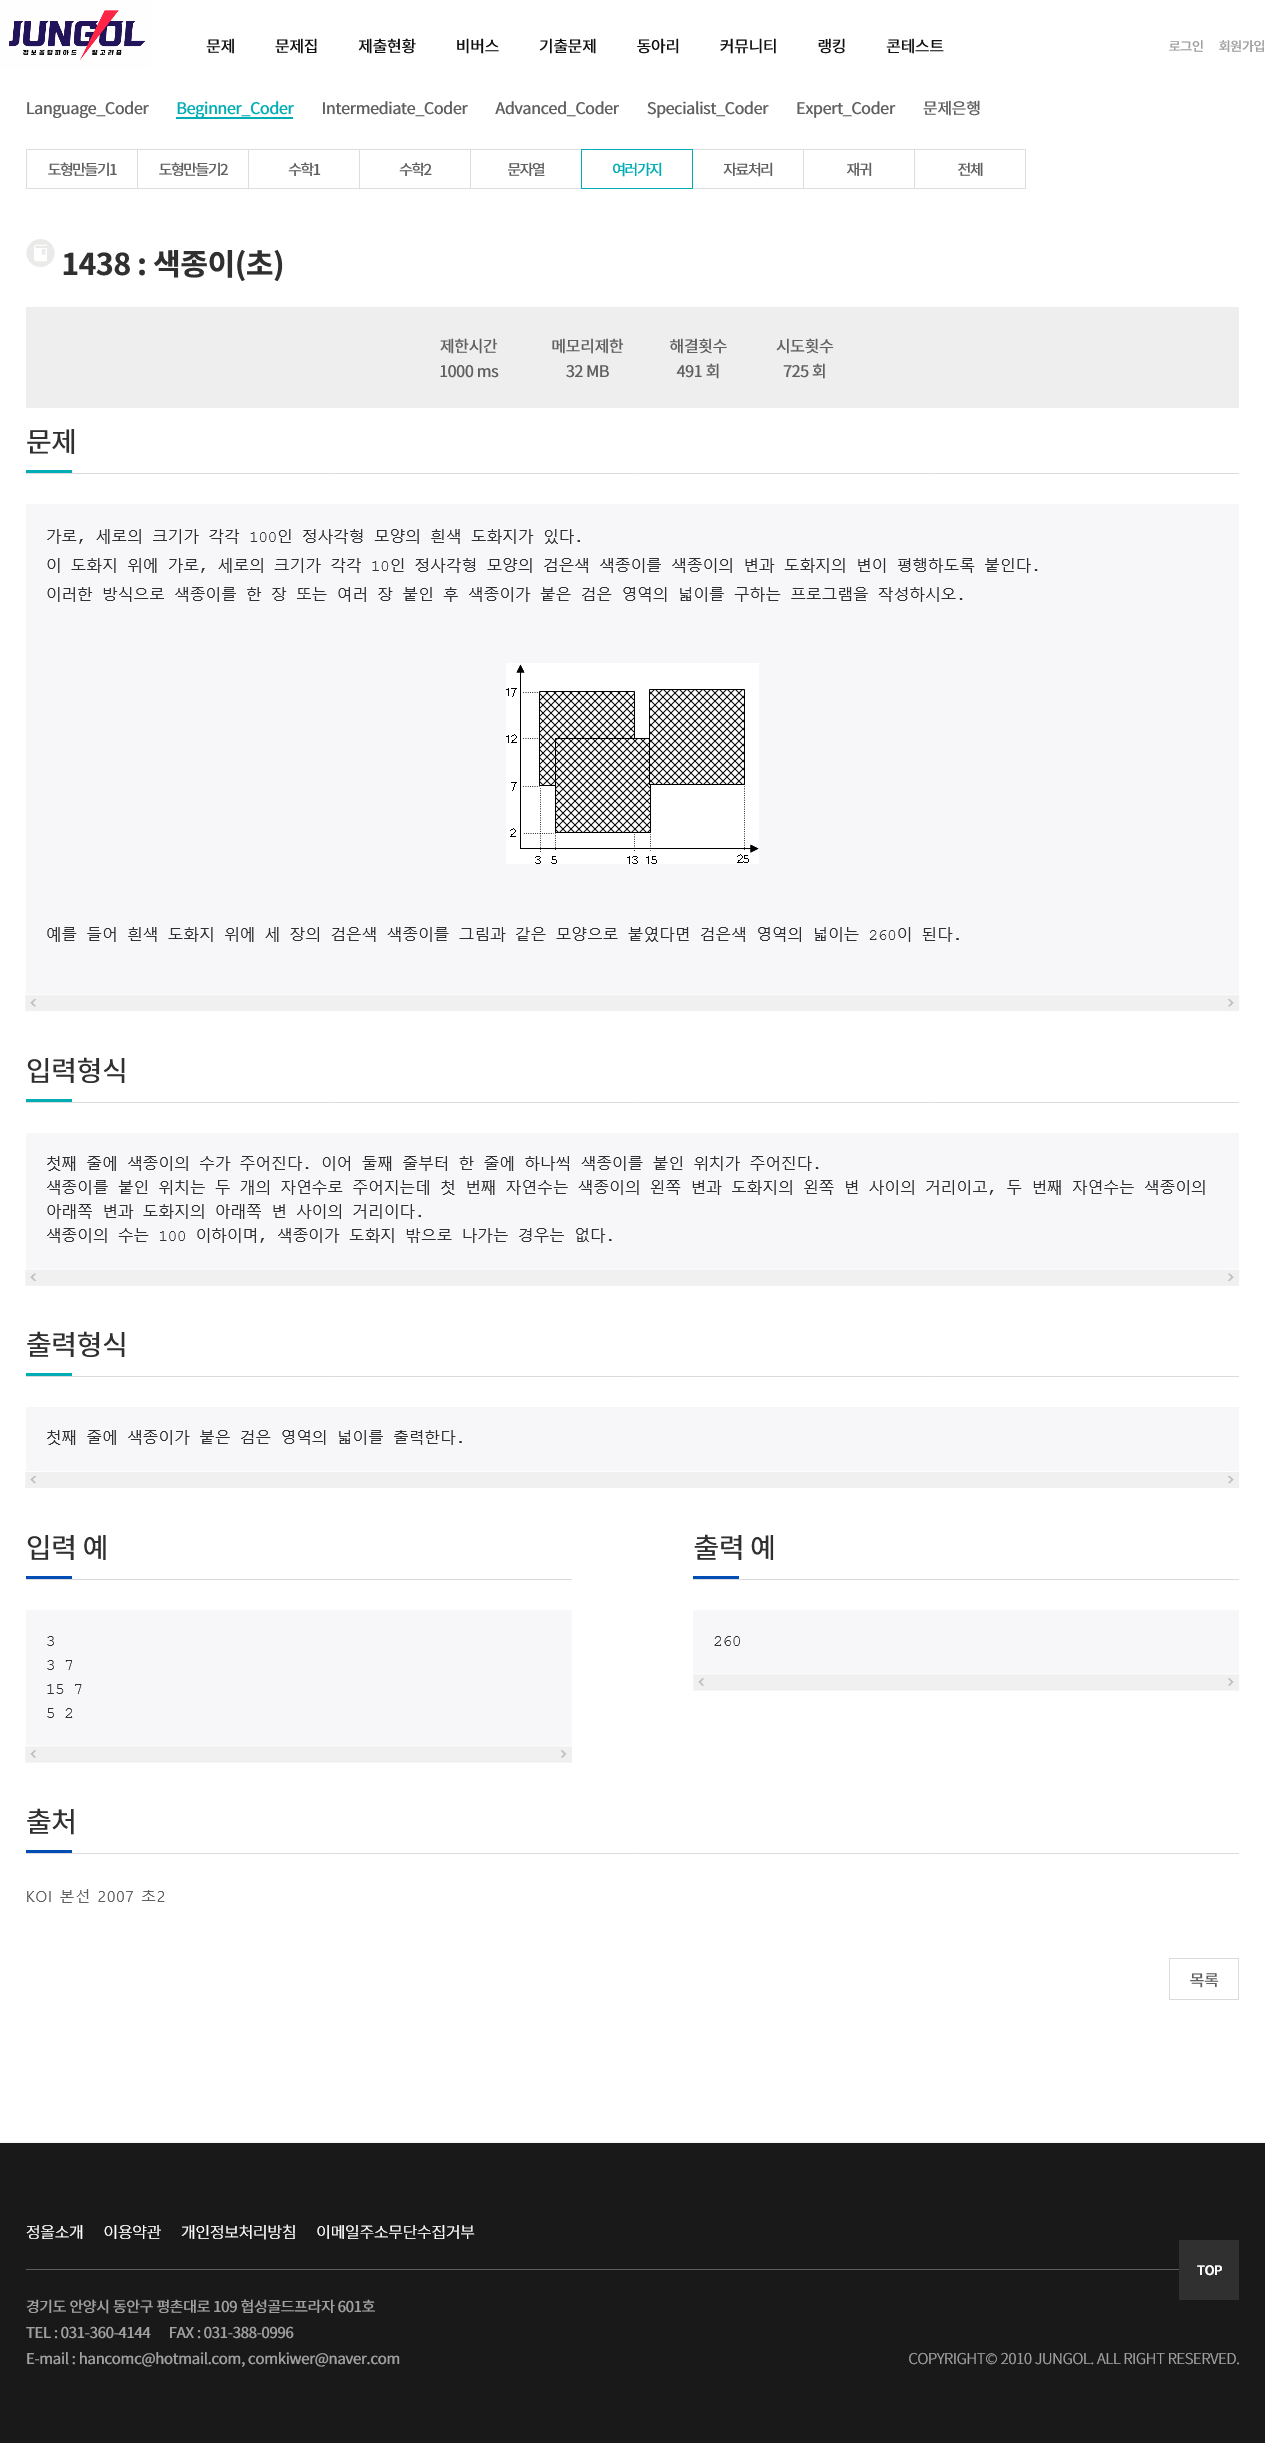 JUNGOL
정보올림피아드 알고리즘
문제 문제집 제출현황 비버스 기출문제 동아리 커뮤니티 랭킹 콘테스트 로그인 회원가입
Language_Coder Beginner_Coder Intermediate_Coder Advanced_Coder Specialist_Coder Expert_Coder 문제은행
도형만들기1 도형만들기2 수학1 수학2 문자열 여러가지 자료처리 재귀 전체
1438 : 색종이(초)
제한시간 메모리제한 해결횟수 시도횟수
1000 ms 32 MB 491 회 725 회
문제
가로, 세로의 크기가 각각 100인 정사각형 모양의 흰색 도화지가 있다.
이 도화지 위에 가로, 세로의 크기가 각각 10인 정사각형 모양의 검은색 색종이를 색종이의 변과 도화지의 변이 평행하도록 붙인다.
이러한 방식으로 색종이를 한 장 또는 여러 장 붙인 후 색종이가 붙은 검은 영역의 넓이를 구하는 프로그램을 작성하시오.
17
12
7
2
3 5 13 15 25
예를 들어 흰색 도화지 위에 세 장의 검은색 색종이를 그림과 같은 모양으로 붙였다면 검은색 영역의 넓이는 260이 된다.
입력형식
첫째 줄에 색종이의 수가 주어진다. 이어 둘째 줄부터 한 줄에 하나씩 색종이를 붙인 위치가 주어진다.
색종이를 붙인 위치는 두 개의 자연수로 주어지는데 첫 번째 자연수는 색종이의 왼쪽 변과 도화지의 왼쪽 변 사이의 거리이고, 두 번째 자연수는 색종이의
아래쪽 변과 도화지의 아래쪽 변 사이의 거리이다.
색종이의 수는 100 이하이며, 색종이가 도화지 밖으로 나가는 경우는 없다.
출력형식
첫째 줄에 색종이가 붙은 검은 영역의 넓이를 출력한다.
입력 예
3
3 7
15 7
5 2
출력 예
260
출처
KOI 본선 2007 초2
목록
정올소개 이용약관 개인정보처리방침 이메일주소무단수집거부
TOP
경기도 안양시 동안구 평촌대로 109 협성골드프라자 601호
TEL : 031-360-4144 FAX : 031-388-0996
E-mail : hancomc@hotmail.com, comkiwer@naver.com
COPYRIGHT© 2010 JUNGOL. ALL RIGHT RESERVED.